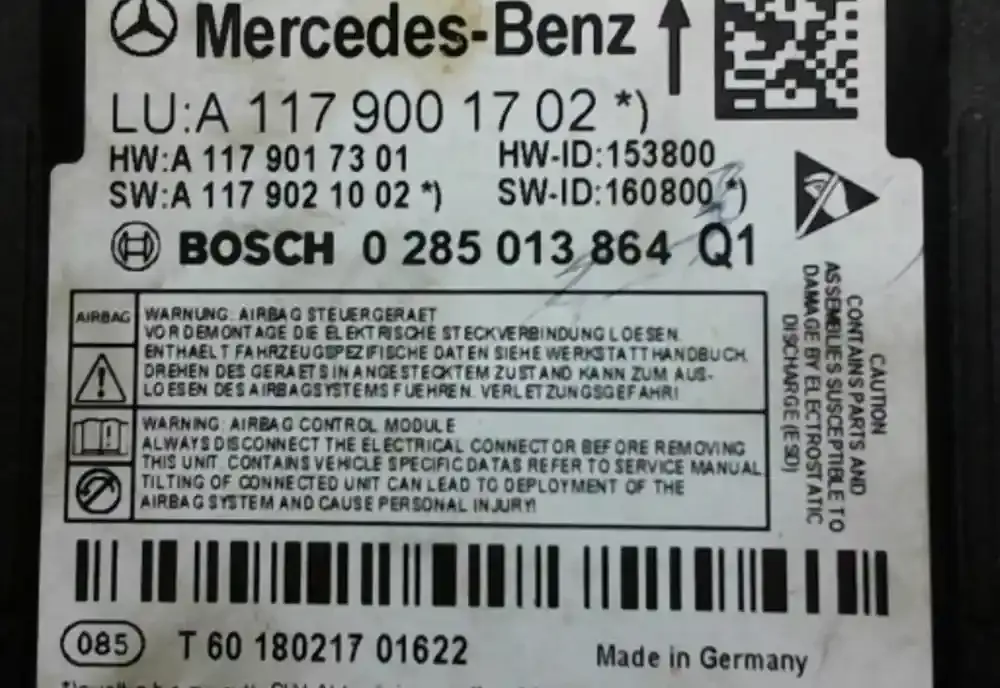 Mercedes-Benz
LU:A 117 900 17 02 *)
HW:A 117 901 73 01 HW-ID:153800
SW:A 117 902 10 02 *) SW-ID:160800 *)
BOSCH 0 285 013 864 Q1
AIRBAG
WARNUNG: AIRBAG STEUERGERAET
VOR DEMONTAGE DIE ELEKTRISCHE STECKVERBINDUNG LOESEN.
ENTHAELT FAHRZEUGSPEZIFISCHE DATEN SIEHE WERKSTATTHANDBUCH.
DREHEN DES GERAETS IN ANGESTECKTEM ZUSTAND KANN ZUM AUS-
LOESEN DES AIRBAGSYSTEMS FUEHREN. VERLETZUNGSGEFAHR!
WARNING: AIRBAG CONTROL MODULE
ALWAYS DISCONNECT THE ELECTRICAL CONNECTOR BEFORE REMOVING
THIS UNIT. CONTAINS VEHICLE SPECIFIC DATAS REFER TO SERVICE MANUAL.
TILTING OF CONNECTED UNIT CAN LEAD TO DEPLOYMENT OF THE
AIRBAG SYSTEM AND CAUSE PERSONAL INJURY!
CAUTION
CONTAINS PARTS AND
ASSEMBLIES SUSCEPTIBLE TO
DAMAGE BY ELECTROSTATIC
DISCHARGE (ESD)
085 T 60 180217 01622
Made in Germany